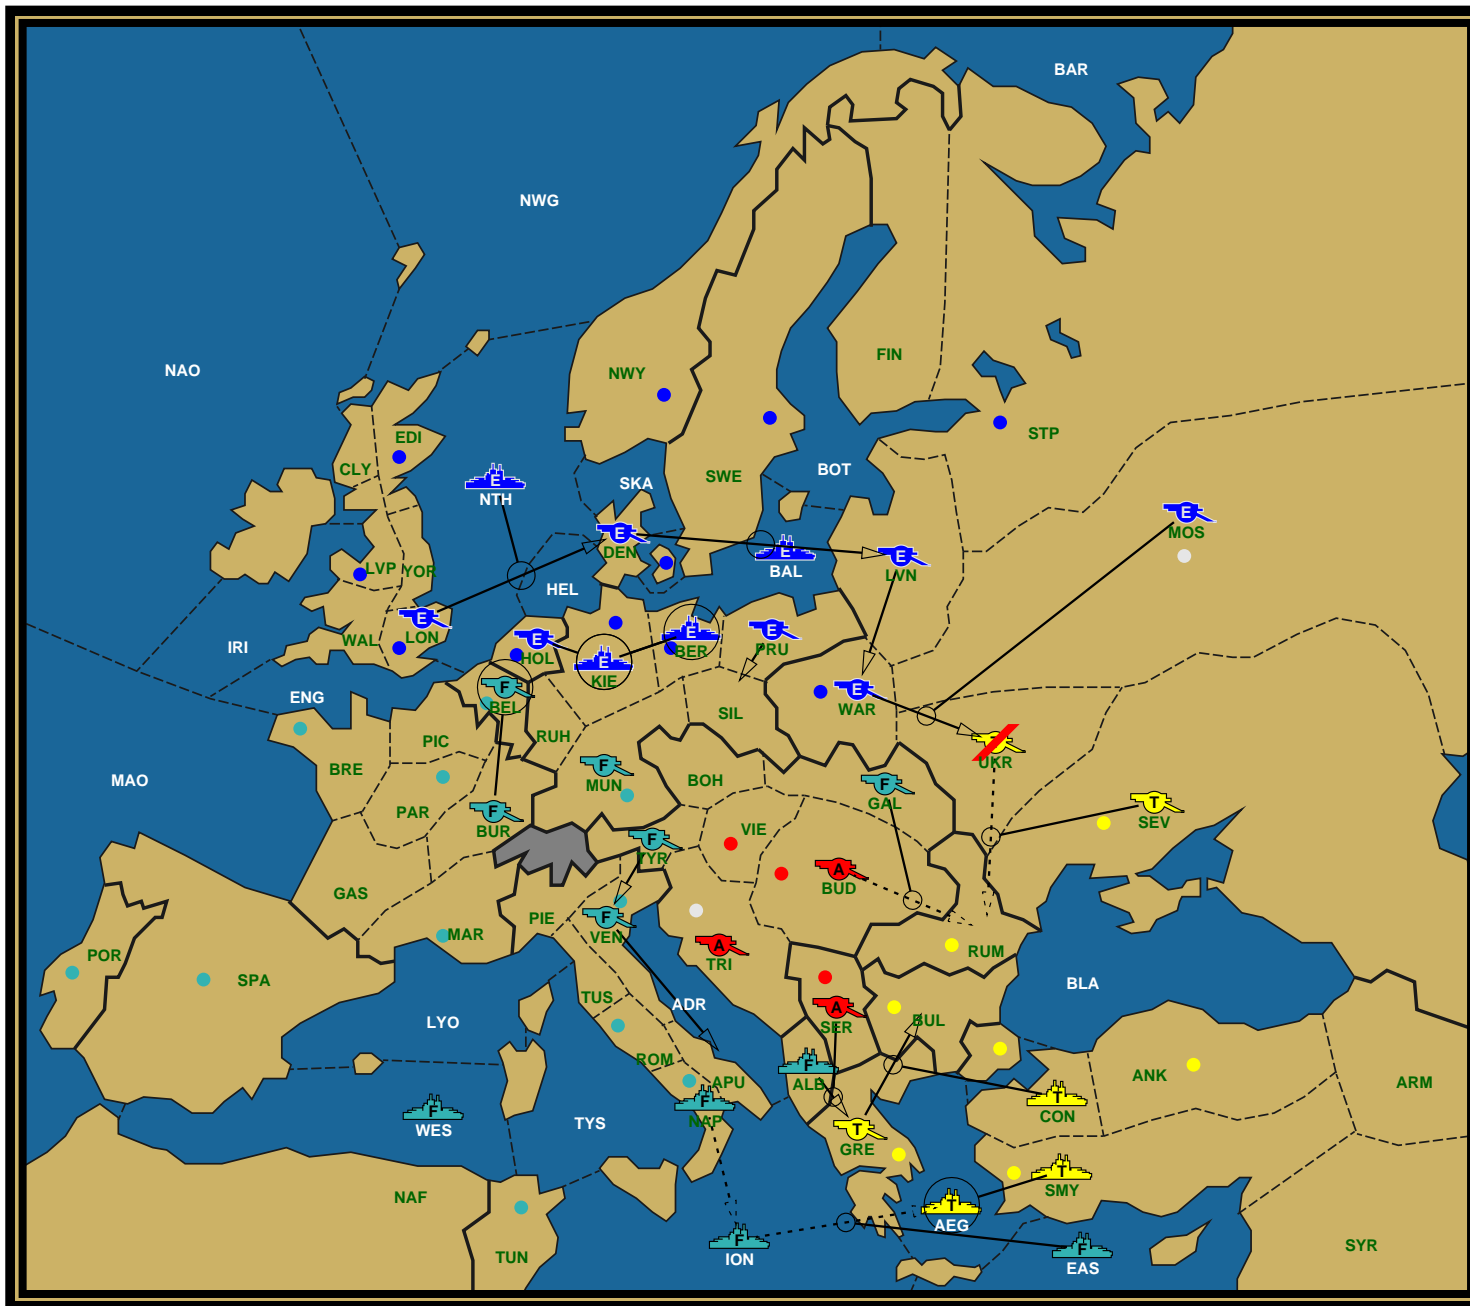 BAR
NWG
NAO
FIN
NWY
EDI
STP
CLY
SWE
BOT
SKA
E
NTH
E
MOS
E
DEN
E
BAL
E
LVN
LVP
YOR
HEL
E
LON
WAL
IRI
E
HOL
E
KIE
E
BER
E
PRU
ENG
F
BEL
E
WAR
SIL
RUH
PIC
BRE
T
UKR
F
MUN
BOH
F
GAL
MAO
PAR
F
BUR
T
SEV
VIE
F
TYR
A
BUD
GAS
PIE
F
VEN
MAR
A
TRI
RUM
POR
SPA
BLA
TUS
ADR
LYO
A
SER
BUL
ROM
F
ALB
APU
ANK
ARM
F
NAP
T
CON
F
WES
TYS
T
GRE
T
SMY
NAF
T
AEG
F
ION
F
EAS
TUN
SYR